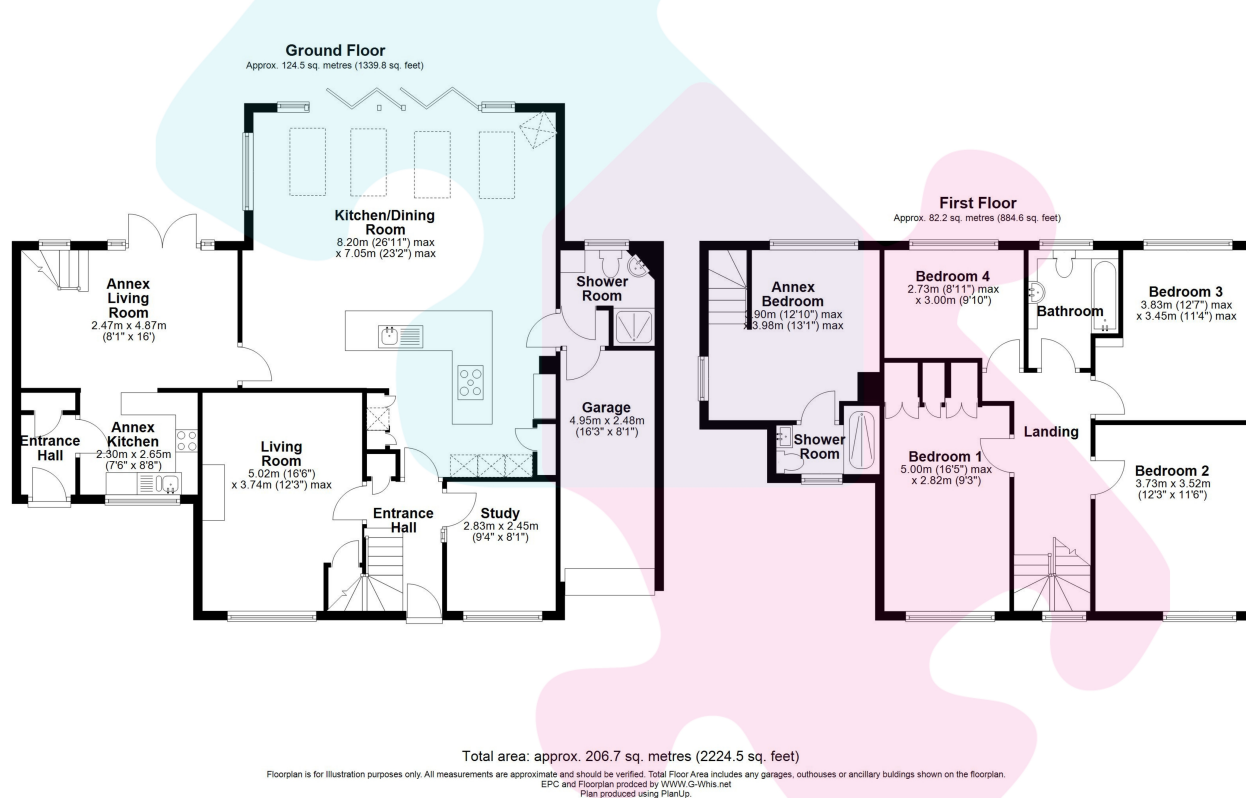 Ground Floor
Approx. 124.5 sq. metres (1339.8 sq. feet)
Kitchen/Dining
Room
8.20m (26'11") max
x 7.05m (23'2") max
Annex
Living
Room
2.47m x 4.87m
(8'1" x 16')
Shower
Room
Garage
4.95m x 2.48m
(16'3" x 8'1")
Entrance
Hall
Annex
Kitchen
2.30m x 2.65m
(7'6" x 8'8")
Living
Room
5.02m (16'6")
x 3.74m (12'3") max
Entrance
Hall
Study
2.83m x 2.45m
(9'4" x 8'1")
First Floor
Approx. 82.2 sq. metres (884.6 sq. feet)
Annex
Bedroom
.90m (12'10") max
x 3.98m (13'1") max
Bedroom 4
2.73m (8'11") max
x 3.00m (9'10")
Bathroom
Bedroom 3
3.83m (12'7") max
x 3.45m (11'4") max
Shower
Room
Bedroom 1
5.00m (16'5") max
x 2.82m (9'3")
Landing
Bedroom 2
3.73m x 3.52m
(12'3" x 11'6")
Total area: approx. 206.7 sq. metres (2224.5 sq. feet)
Floorplan is for Illustration purposes only. All measurements are approximate and should be verified. Total Floor Area includes any garages, outhouses or ancillary buldings shown on the floorplan.
EPC and Floorplan prodced by WWW.G-Whis.net
Plan produced using PlanUp.